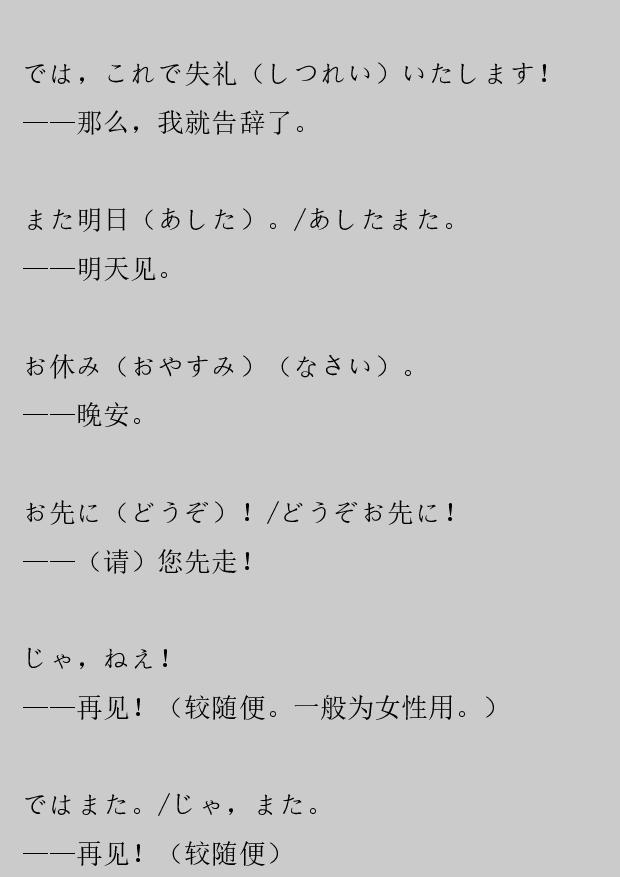 では，これで失礼（しつれい）いたします！
——那么，我就告辞了。
また明日（あした）。/あしたまた。
——明天见。
お休み（おやすみ）（なさい）。
——晚安。
お先に（どうぞ）！/どうぞお先に！
——（请）您先走！
じゃ，ねえ！
——再见！（较随便。一般为女性用。）
ではまた。/じゃ，また。
——再见！（较随便）